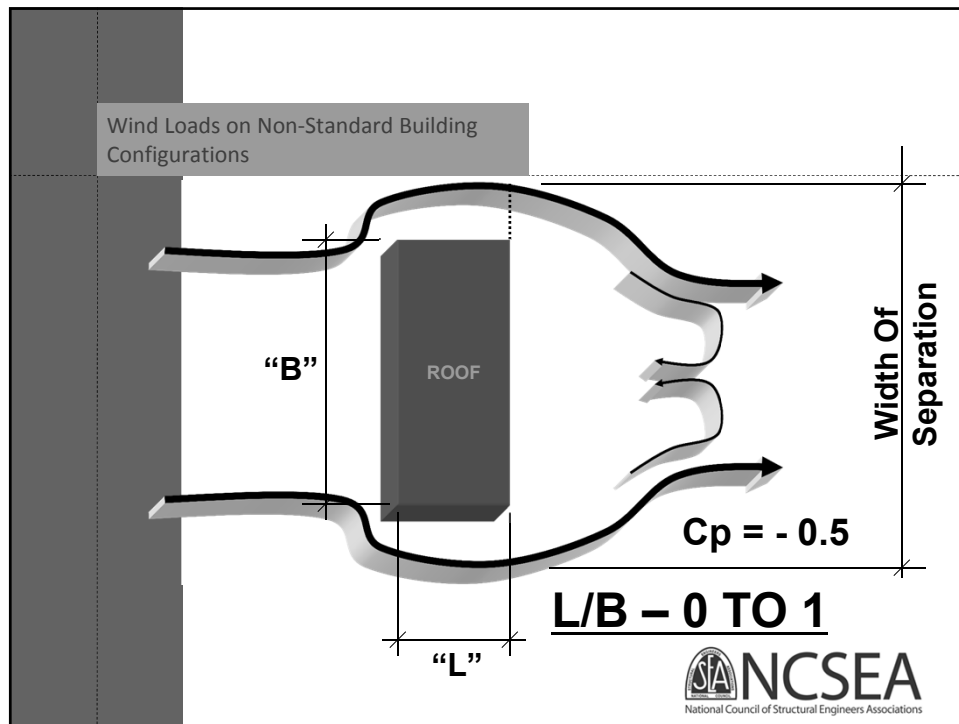 Wind Loads on Non-Standard Building
Configurations
“B”
ROOF
Width Of
Separation
Cp = - 0.5
L/B – 0 TO 1
“L”
SEA
NCSEA
National Council of Structural Engineers Associations